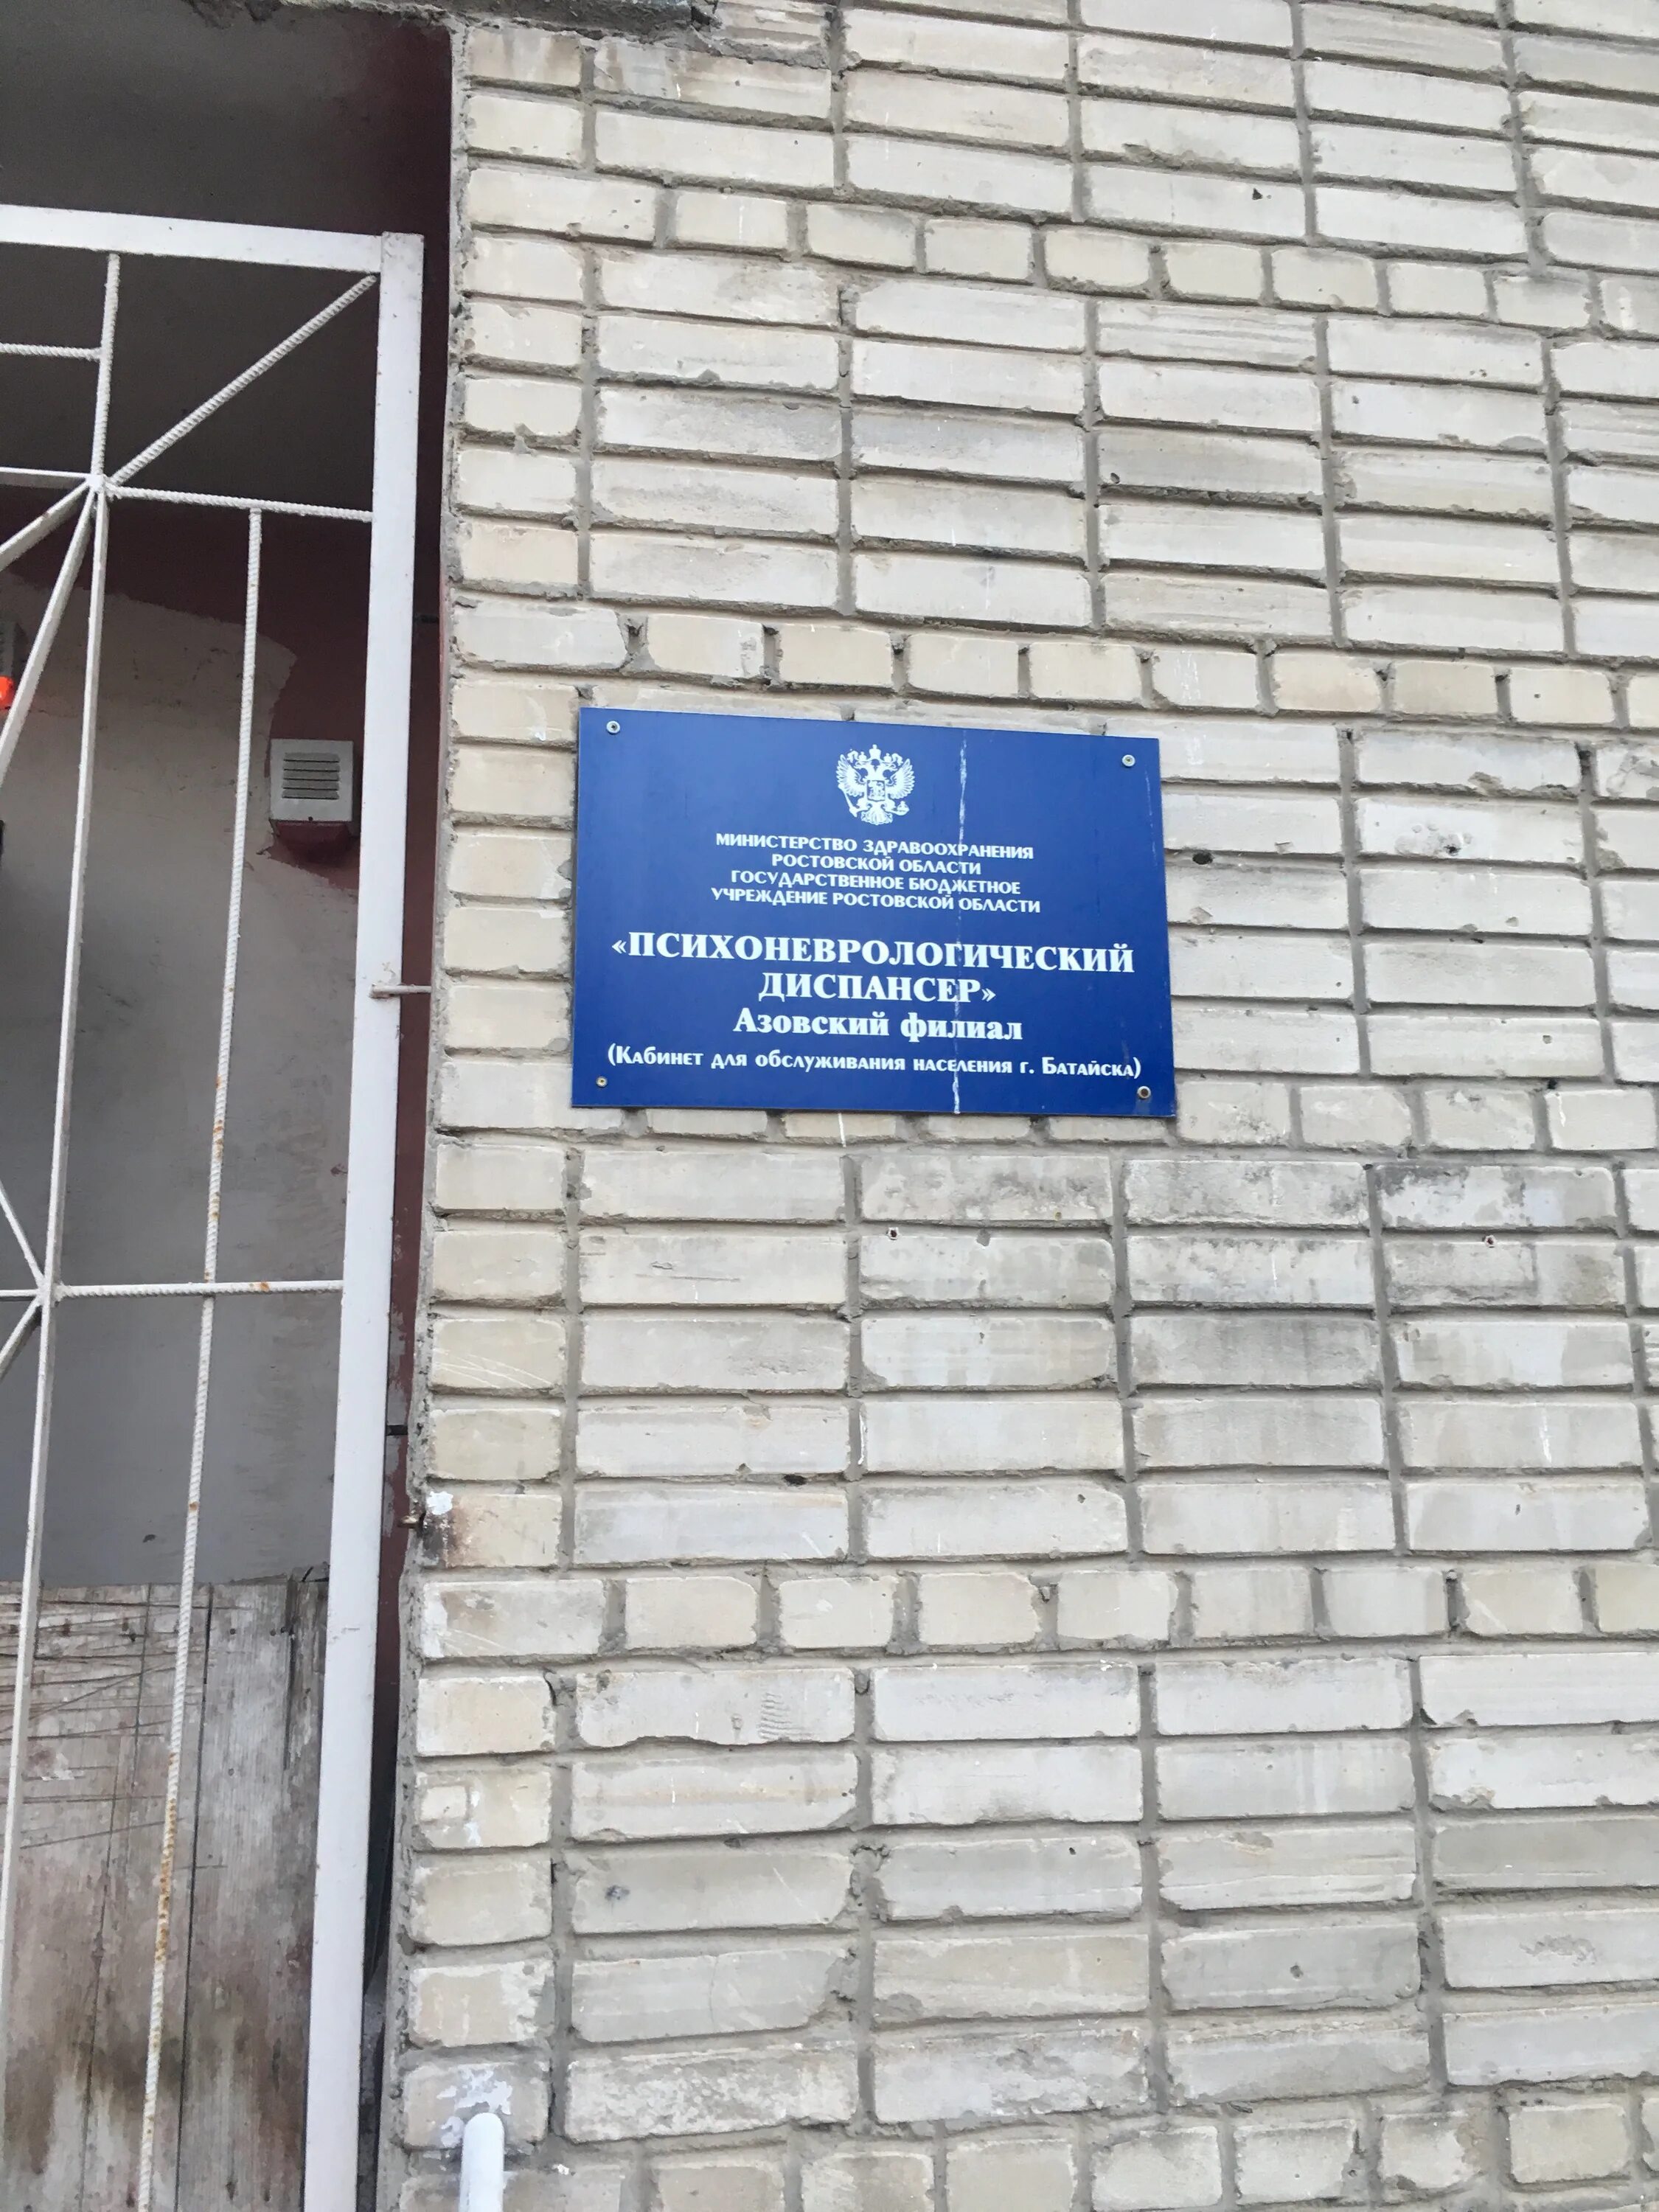 МИНИСТЕРСТВО ЗДРАВООХРАНЕНИЯ
РОСТОВСКОЙ ОБЛАСТИ
ГОСУДАРСТВЕННОЕ БЮДЖЕТНОЕ
УЧРЕЖДЕНИЕ РОСТОВСКОЙ ОБЛАСТИ
«ПСИХОНЕВРОЛОГИЧЕСКИЙ
ДИСПАНСЕР»
Азовский филиал
(Кабинет для обслуживания населения г. Батайска)